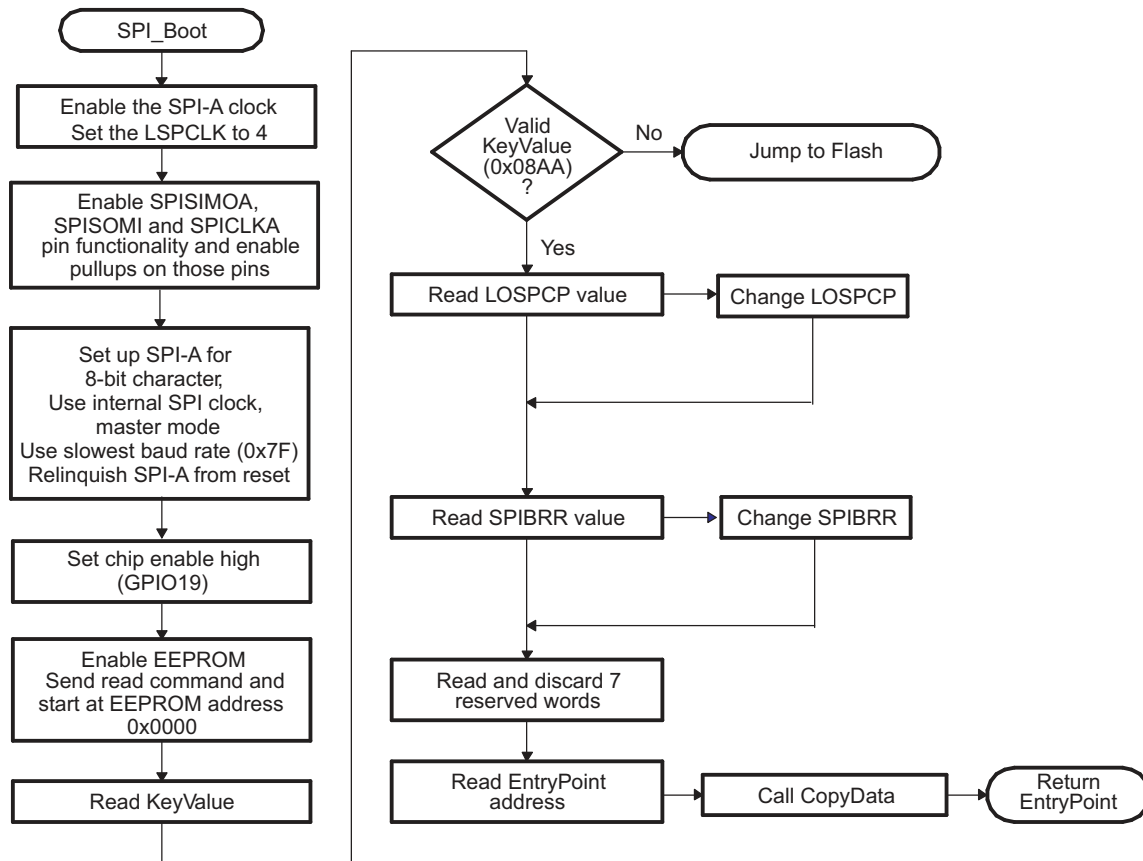 SPI_Boot
Enable the SPI-A clock
Set the LSPCLK to 4
Enable SPISIMOA,
SPISOMI and SPICLKA
pin functionality and enable
pullups on those pins
Set up SPI-A for
8-bit character,
Use internal SPI clock,
master mode
Use slowest baud rate (0x7F)
Relinquish SPI-A from reset
Set chip enable high
(GPIO19)
Enable EEPROM
Send read command and
start at EEPROM address
0x0000
Read KeyValue
Valid
KeyValue
(0x08AA)
?
No
Jump to Flash
Yes
Read LOSPCP value
Change LOSPCP
Read SPIBRR value
Change SPIBRR
Read and discard 7
reserved words
Read EntryPoint
address
Call CopyData
Return
EntryPoint